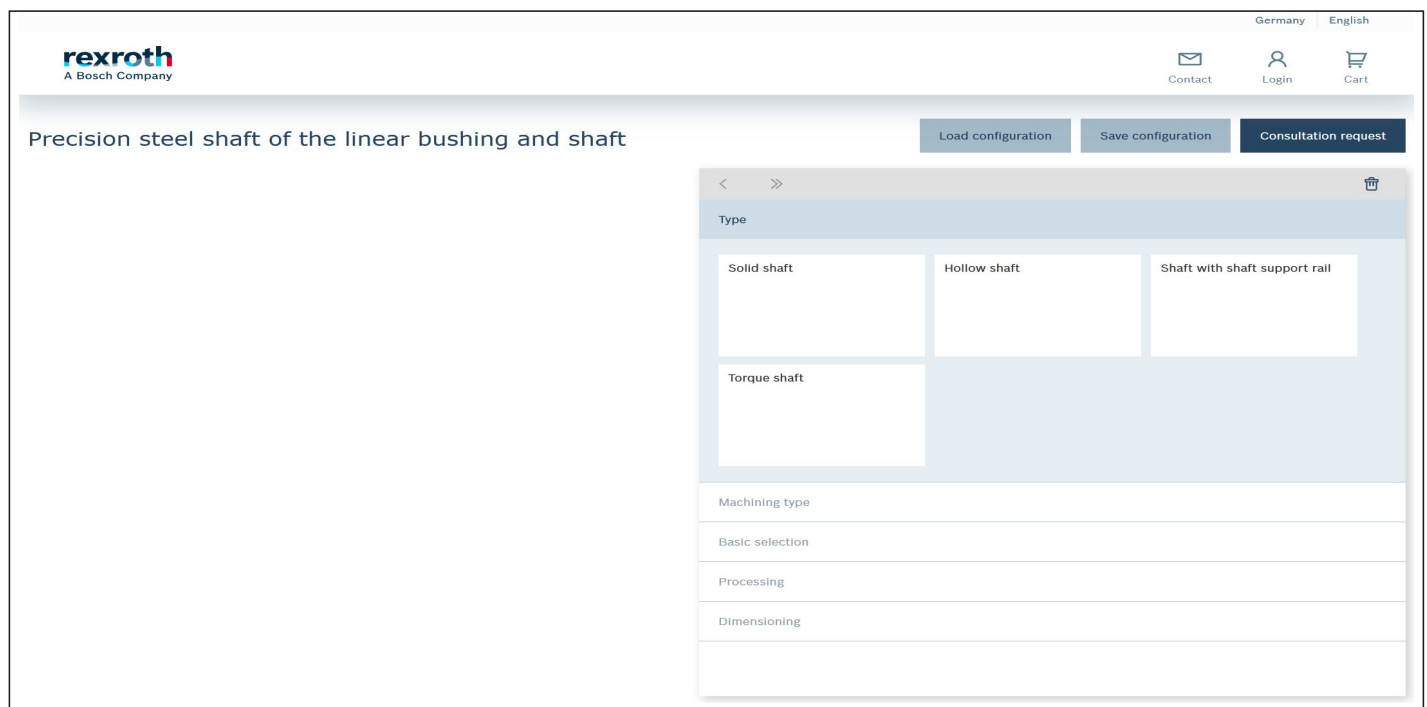 Germany English
rexroth
A Bosch Company
Contact Login Cart
Precision steel shaft of the linear bushing and shaft
Load configuration Save configuration Consultation request
Type
Solid shaft Hollow shaft Shaft with shaft support rail
Torque shaft
Machining type
Basic selection
Processing
Dimensioning